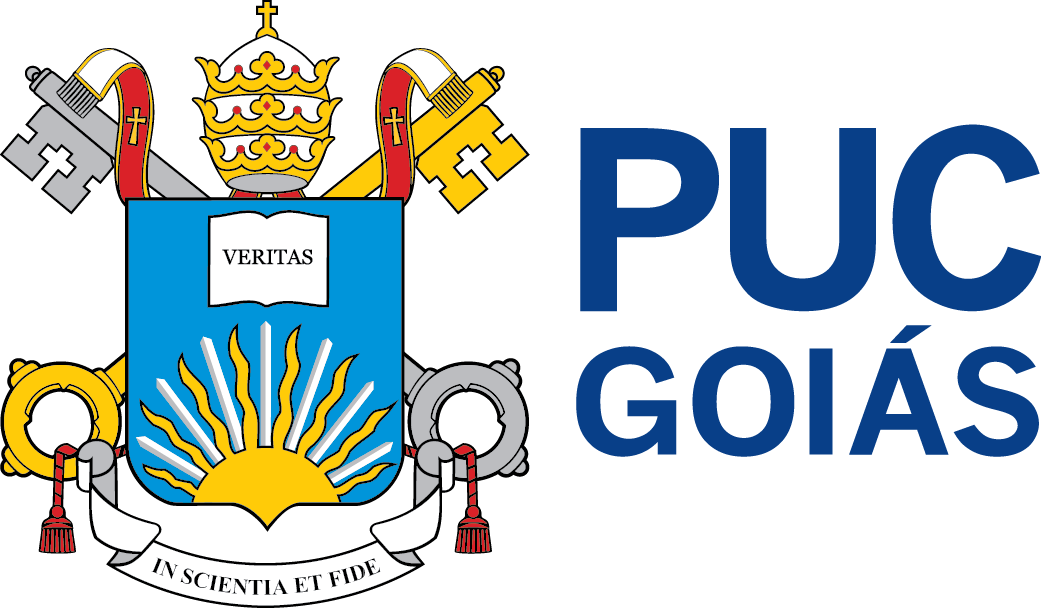 VERITAS
IN SCIENTIA ET FIDE
PUC
GOIÁS